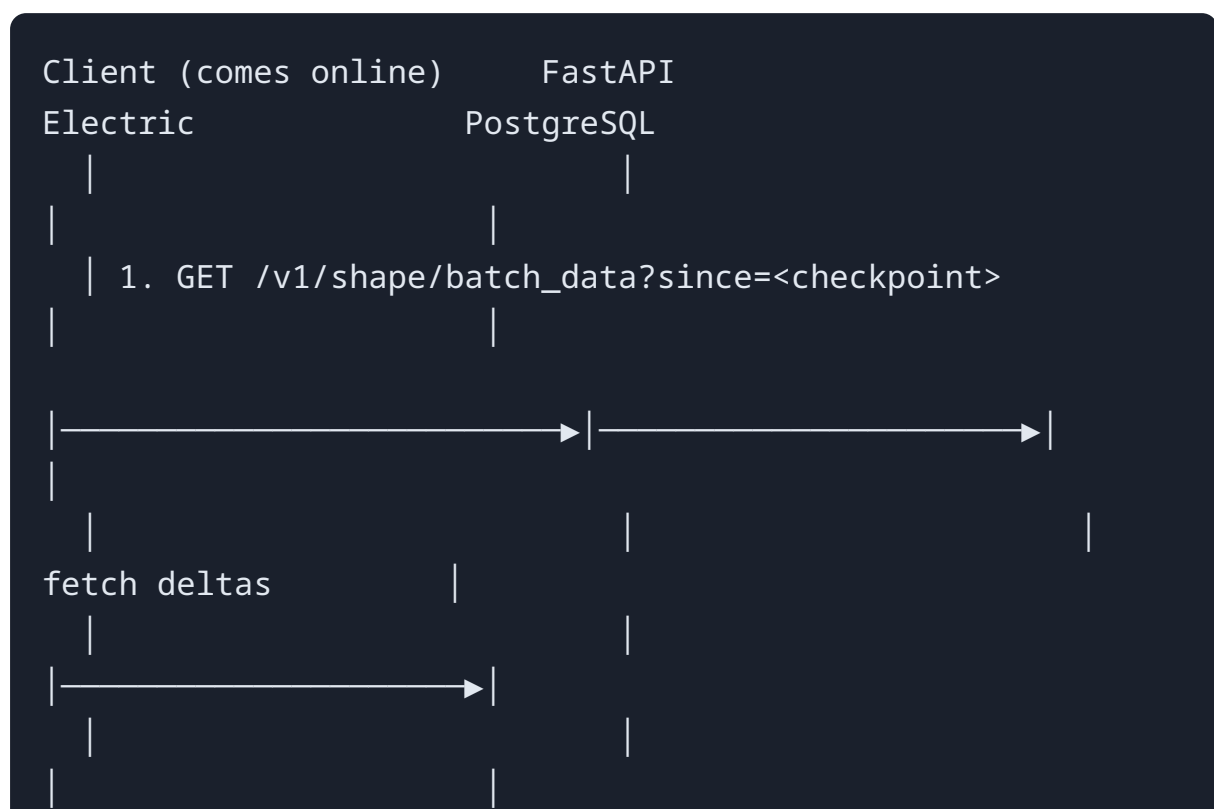 Client (comes online)     FastAPI
Electric              PostgreSQL
  │                            │
│                       │
  │ 1. GET /v1/shape/batch_data?since=<checkpoint>
│                       │
│──────────────────────────▶│──────────────────────▶│
│
  │                            │                        │
fetch deltas         │
  │                            │
│─────────────────────▶│
  │                            │
│                       │